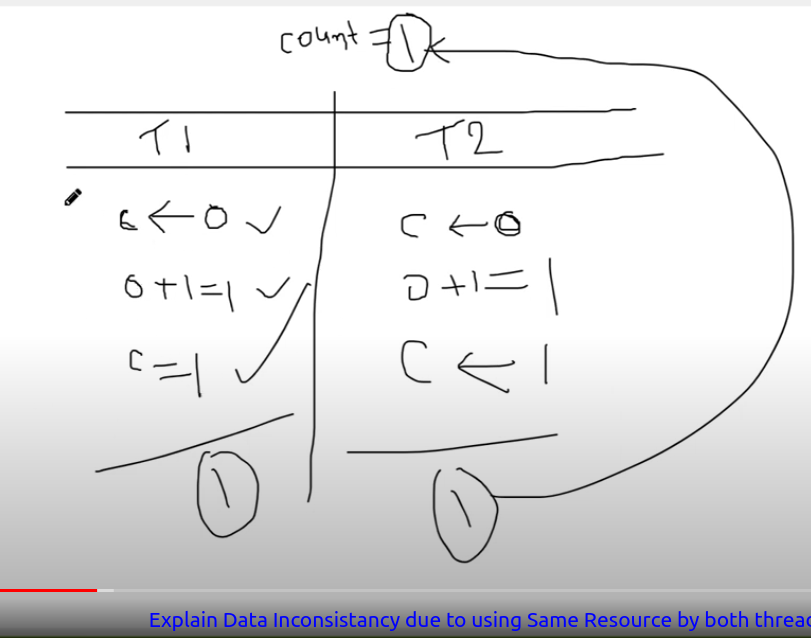 count = 1
T1 T2
c ← 0 ✓ c ← 0
0+1=1 ✓ 0+1=1
c=1 ✓ C ← 1
1 1
Explain Data Inconsistancy due to using Same Resource by both threa